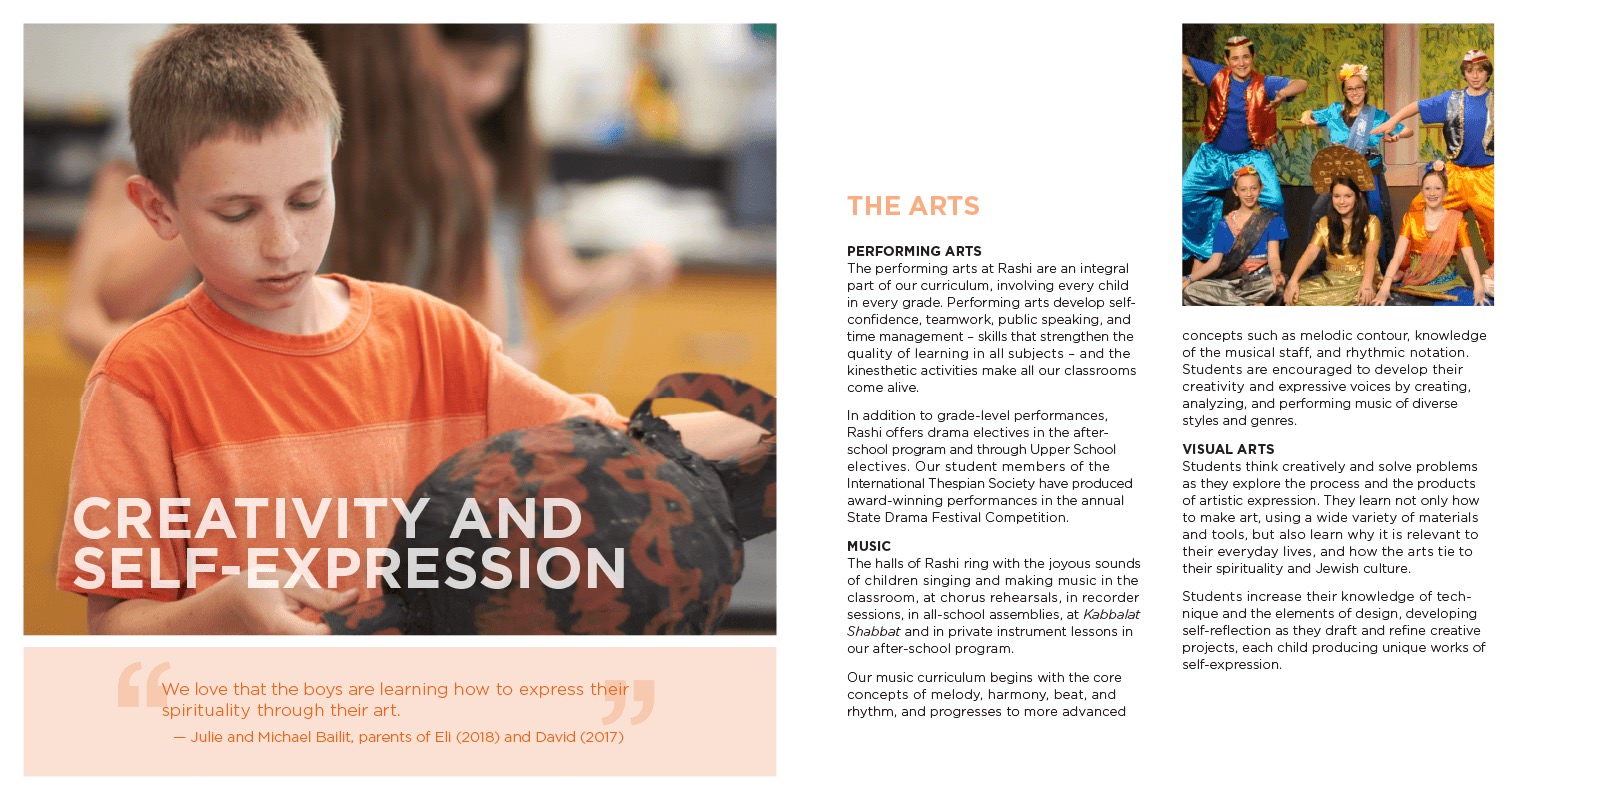 CREATIVITY AND
SELF-EXPRESSION
“We love that the boys are learning how to express their
spirituality through their art.”
— Julie and Michael Bailit, parents of Eli (2018) and David (2017)
THE ARTS
PERFORMING ARTS
The performing arts at Rashi are an integral
part of our curriculum, involving every child
in every grade. Performing arts develop self-
confidence, teamwork, public speaking, and
time management – skills that strengthen the
quality of learning in all subjects – and the
kinesthetic activities make all our classrooms
come alive.
In addition to grade-level performances,
Rashi offers drama electives in the after-
school program and through Upper School
electives. Our student members of the
International Thespian Society have produced
award-winning performances in the annual
State Drama Festival Competition.
MUSIC
The halls of Rashi ring with the joyous sounds
of children singing and making music in the
classroom, at chorus rehearsals, in recorder
sessions, in all-school assemblies, at Kabbalat
Shabbat and in private instrument lessons in
our after-school program.
Our music curriculum begins with the core
concepts of melody, harmony, beat, and
rhythm, and progresses to more advanced
concepts such as melodic contour, knowledge
of the musical staff, and rhythmic notation.
Students are encouraged to develop their
creativity and expressive voices by creating,
analyzing, and performing music of diverse
styles and genres.
VISUAL ARTS
Students think creatively and solve problems
as they explore the process and the products
of artistic expression. They learn not only how
to make art, using a wide variety of materials
and tools, but also learn why it is relevant to
their everyday lives, and how the arts tie to
their spirituality and Jewish culture.
Students increase their knowledge of tech-
nique and the elements of design, developing
self-reflection as they draft and refine creative
projects, each child producing unique works of
self-expression.